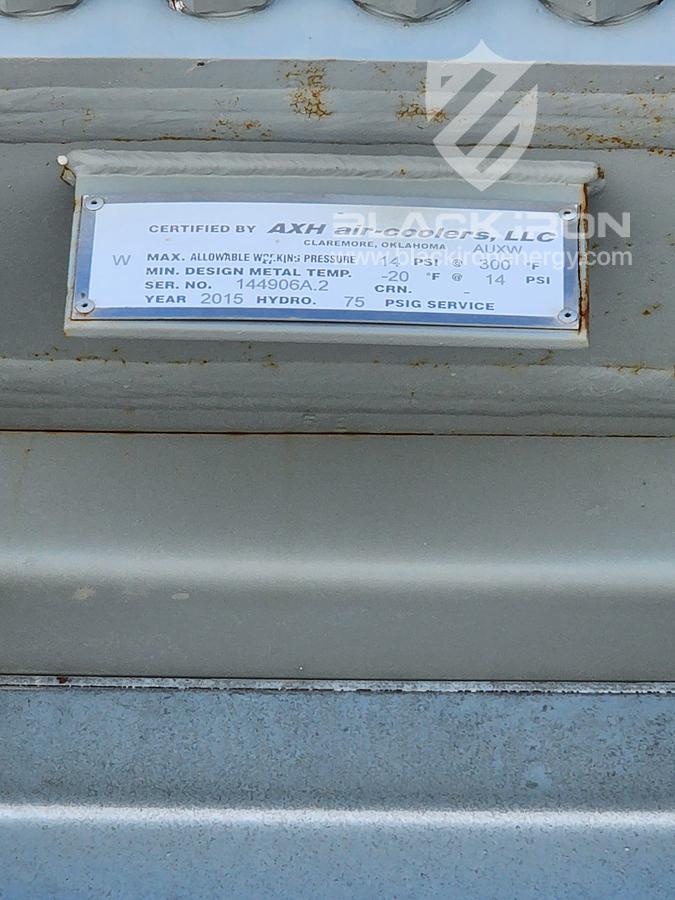 CERTIFIED BY AXH air-coolers, LLC
CLAREMORE, OKLAHOMA AUXW
W MAX. ALLOWABLE WORKING PRESSURE 14 PSI @ 300 °F
MIN. DESIGN METAL TEMP. -20 °F @ 14 PSI
SER. NO. 144906A.2 CRN. -
YEAR 2015 HYDRO. 75 PSIG SERVICE
BLACK IRON
www.blackironenergy.com